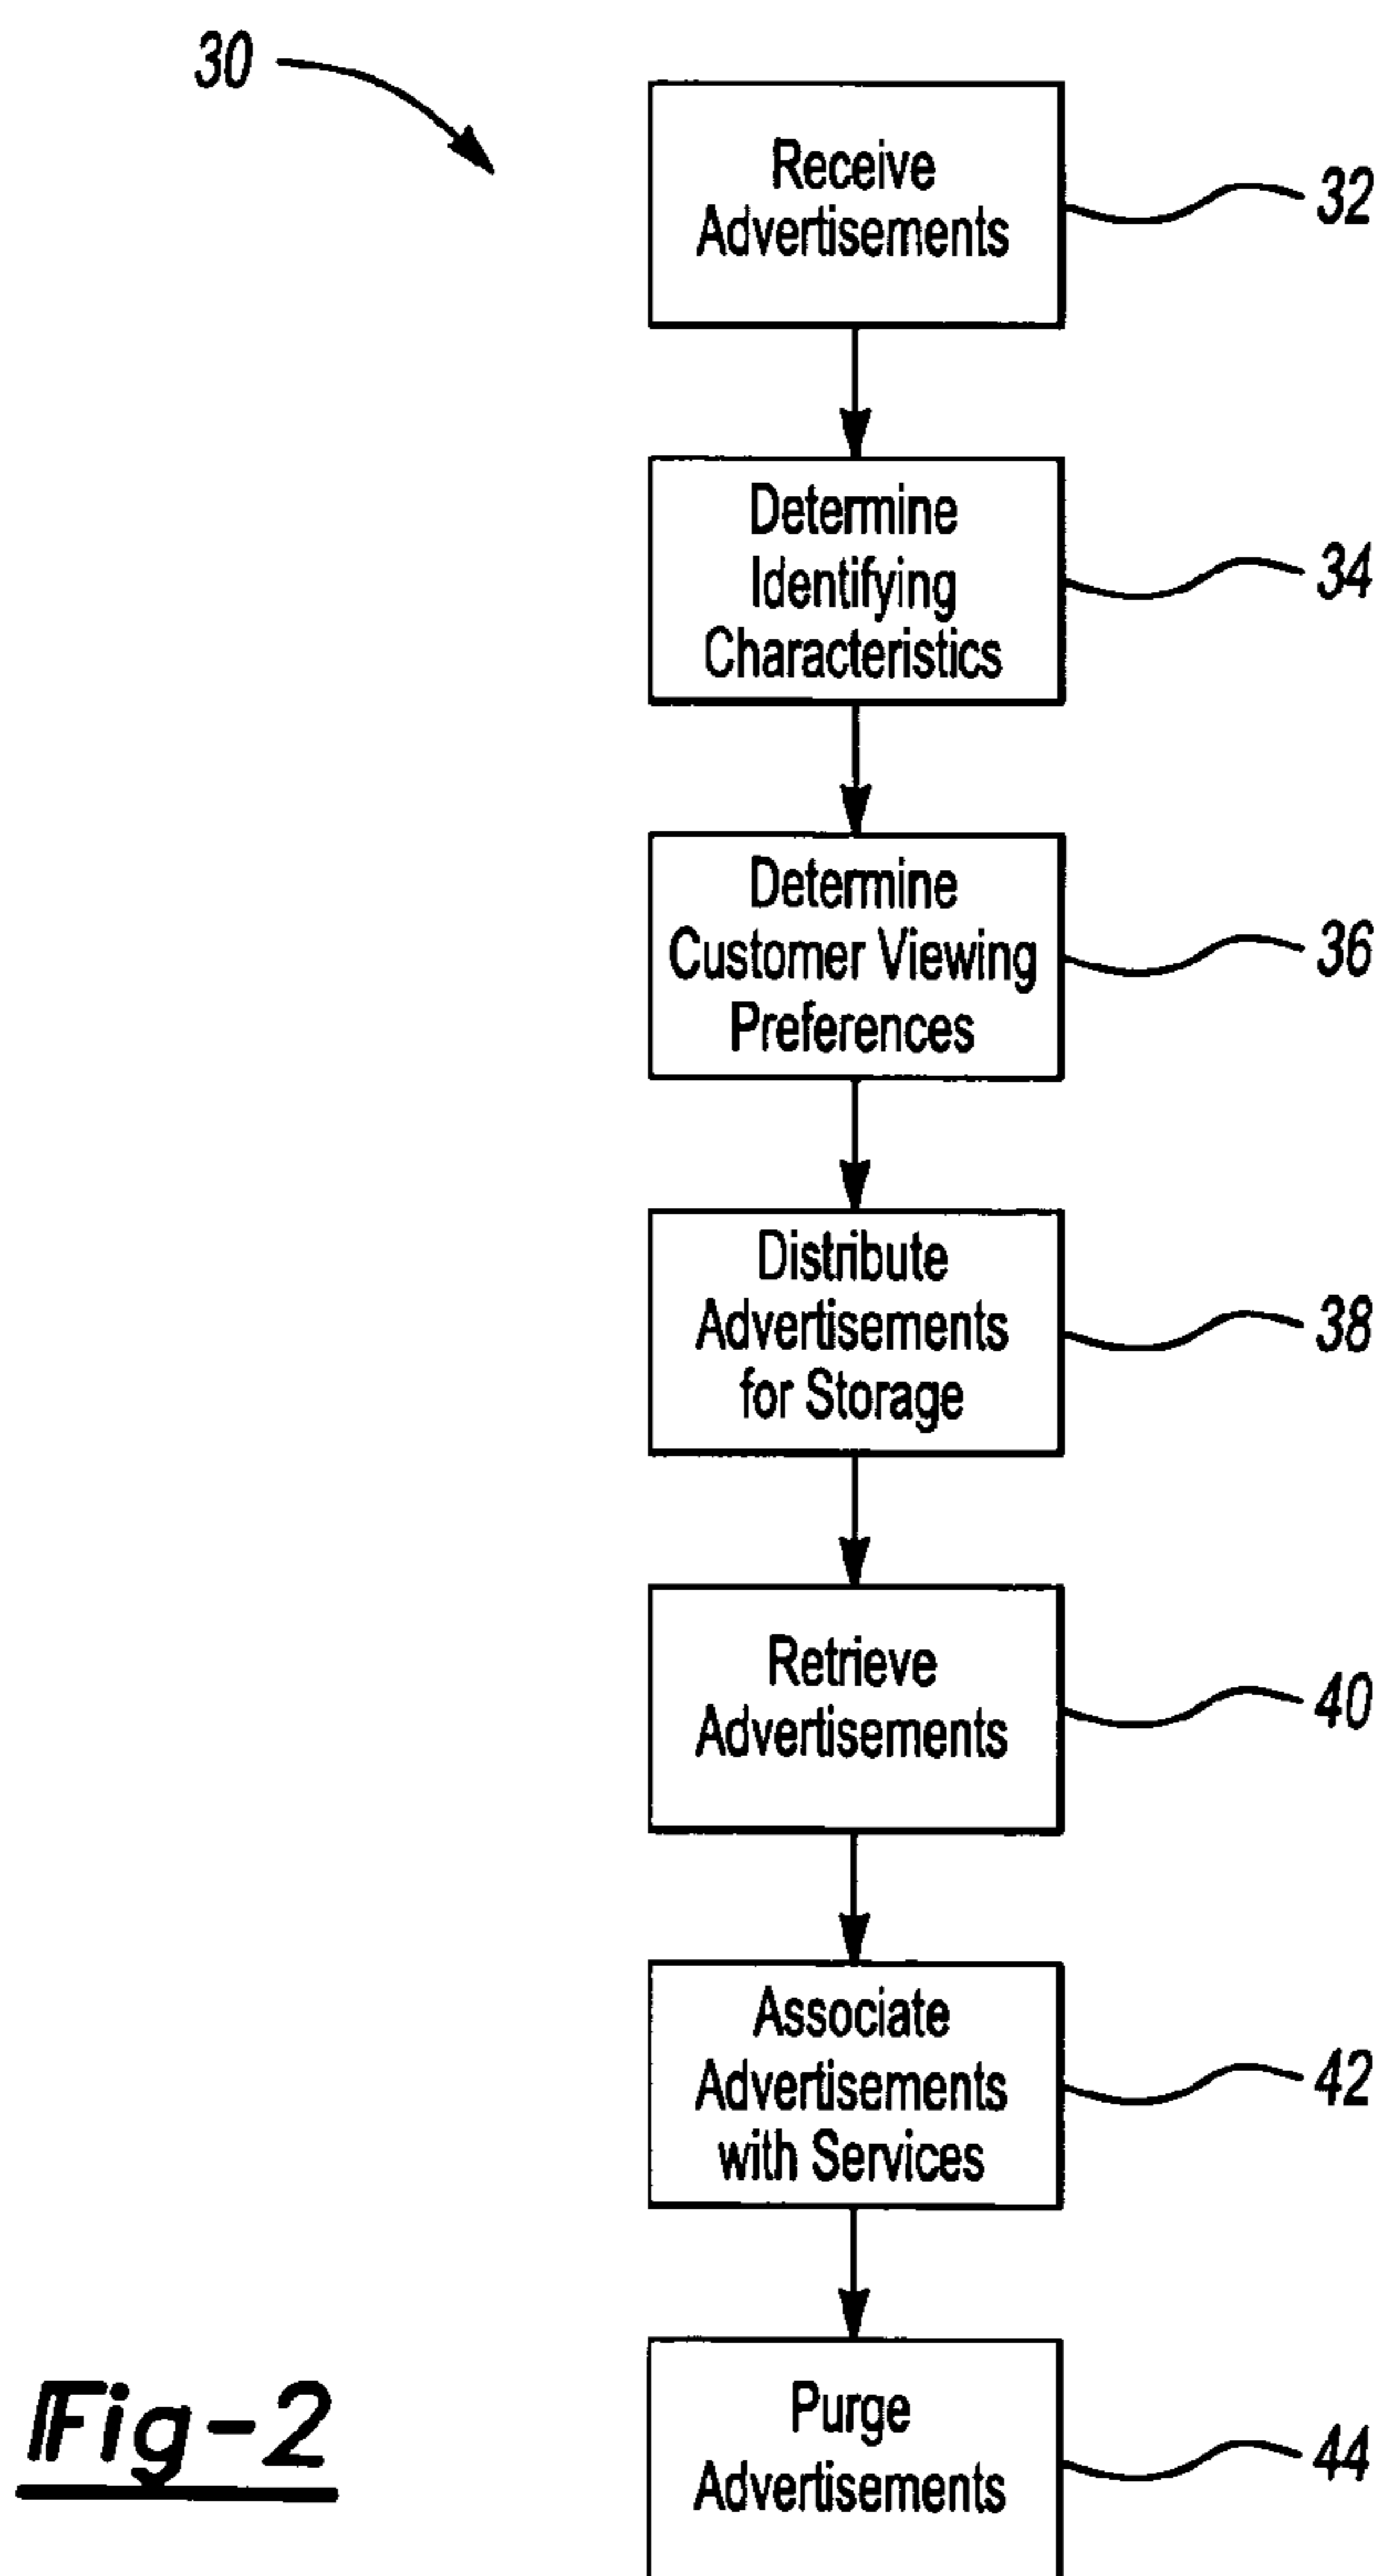 30
Receive
Advertisements
32
Determine
Identifying
Characteristics
34
Determine
Customer Viewing
Preferences
36
Distribute
Advertisements
for Storage
38
Retrieve
Advertisements
40
Associate
Advertisements
with Services
42
Purge
Advertisements
44
Fig-2